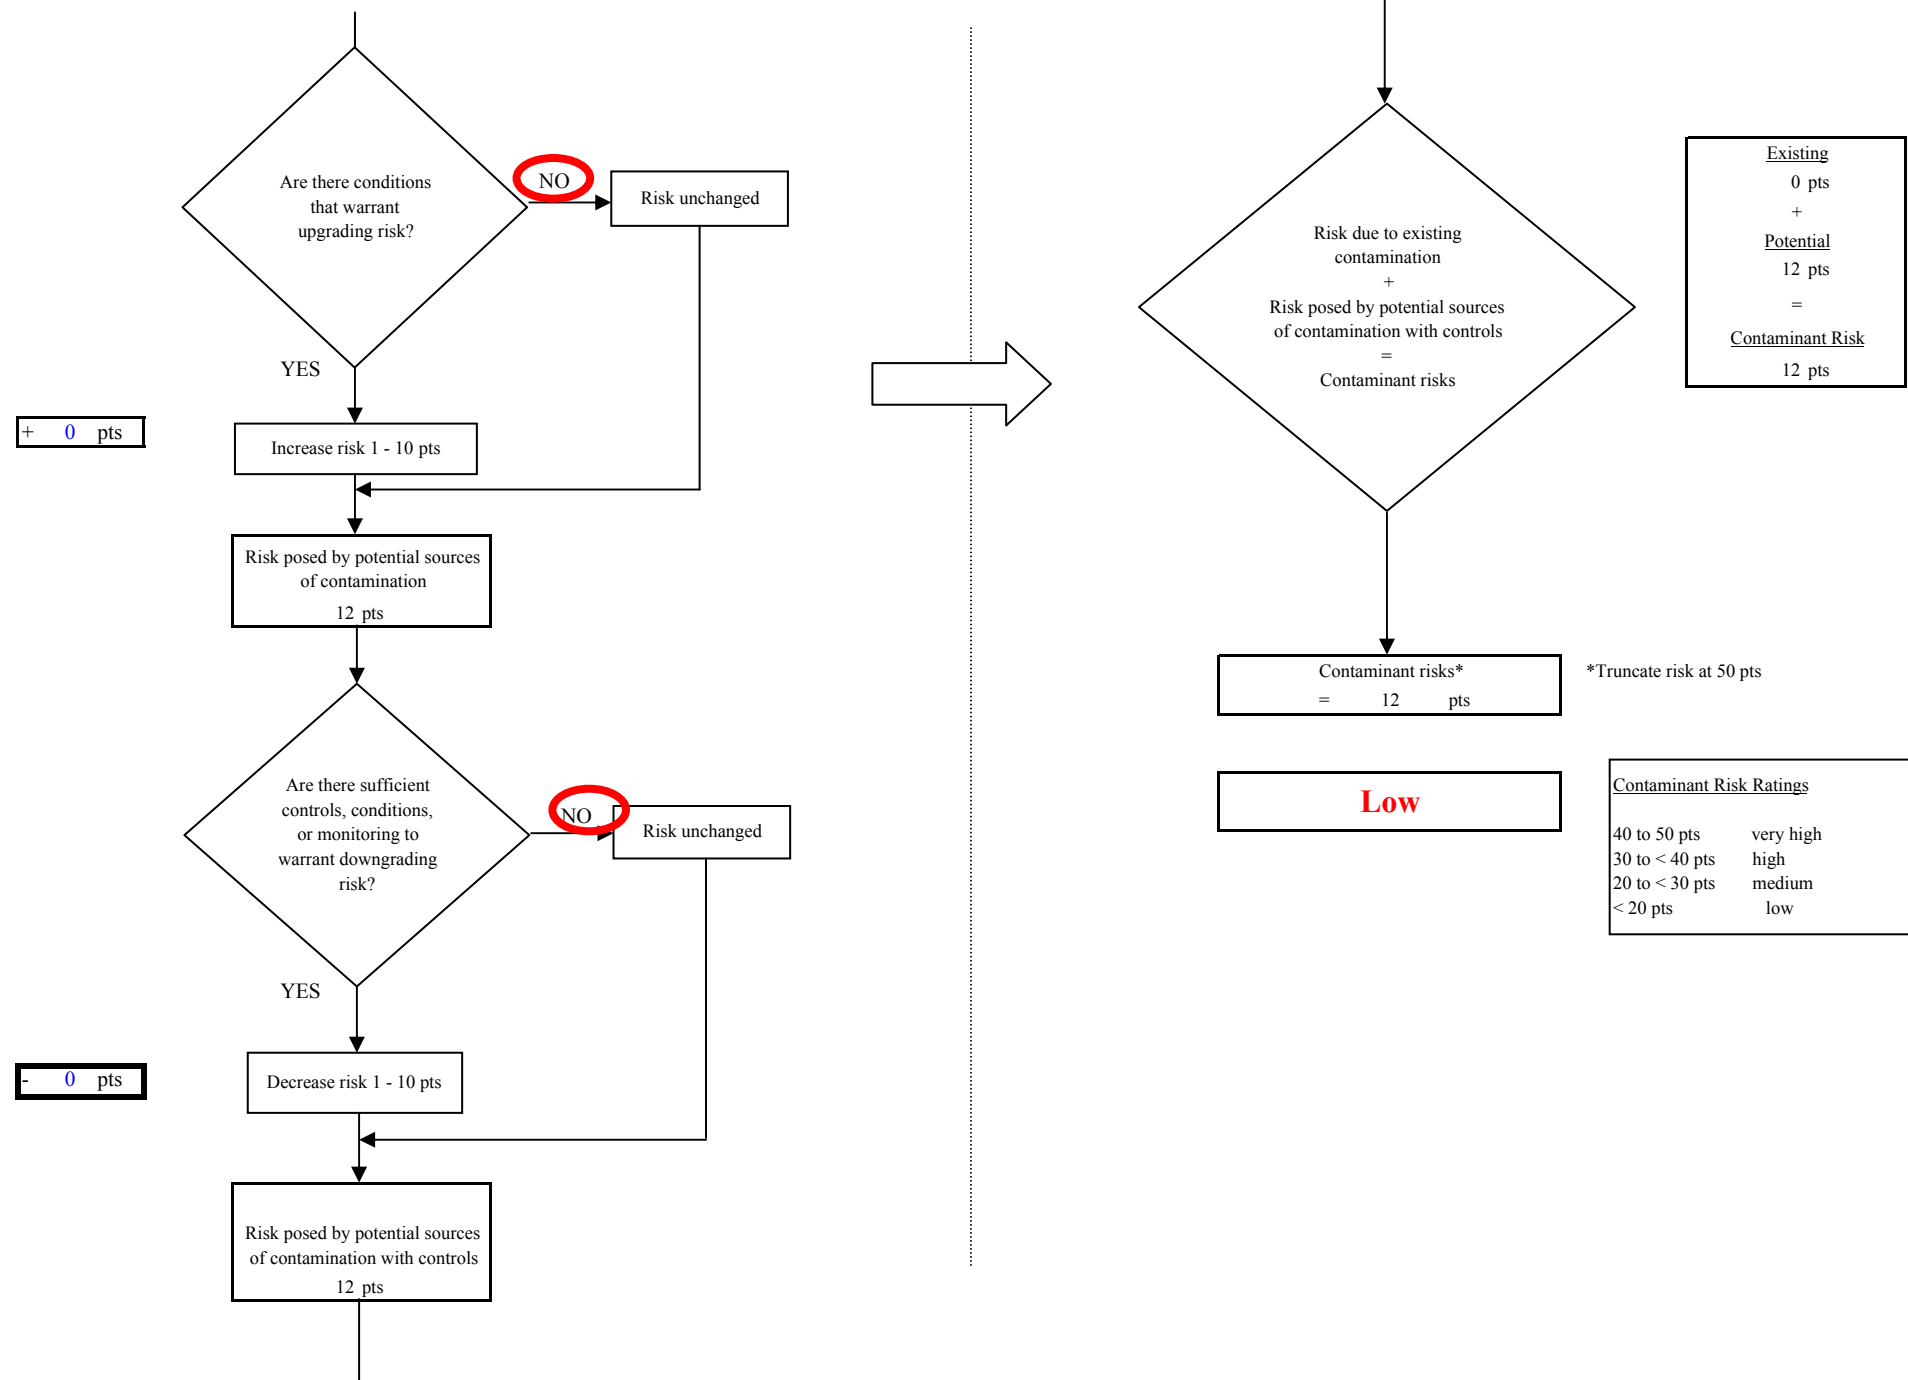 Are there conditions
that warrant
upgrading risk?
NO
Risk unchanged
YES
+ 0 pts
Increase risk 1 - 10 pts
Risk posed by potential sources
of contamination
12 pts
Are there sufficient
controls, conditions,
or monitoring to
warrant downgrading
risk?
NO
Risk unchanged
YES
- 0 pts
Decrease risk 1 - 10 pts
Risk posed by potential sources
of contamination with controls
12 pts
Risk due to existing
contamination
+
Risk posed by potential sources
of contamination with controls
=
Contaminant risks
Existing
0 pts
+
Potential
12 pts
=
Contaminant Risk
12 pts
Contaminant risks*
= 12 pts
*Truncate risk at 50 pts
Low
Contaminant Risk Ratings
40 to 50 pts very high
30 to < 40 pts high
20 to < 30 pts medium
< 20 pts low